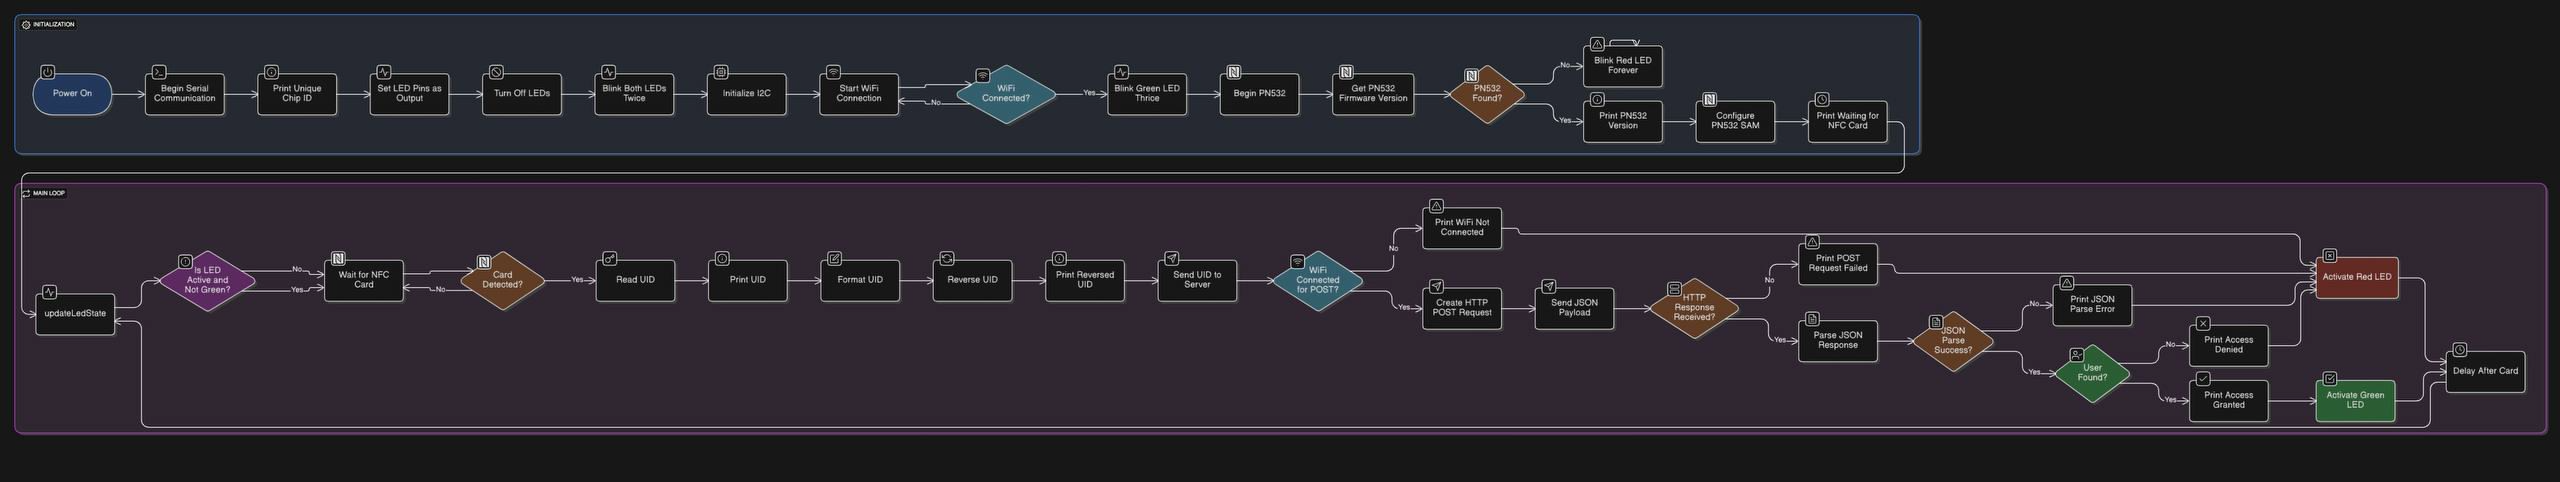 INITIALIZATION
Power On
Begin Serial
Communication
Print Unique
Chip ID
Set LED Pins as
Output
Turn Off LEDs
Blink Both LEDs
Twice
Initialize I2C
Start WiFi
Connection
No
WiFi
Connected?
Yes
Blink Green LED
Thrice
Begin PN532
Get PN532
Firmware Version
PN532
Found?
No
Blink Red LED
Forever
Yes
Print PN532
Version
Configure
PN532 SAM
Print Waiting for
NFC Card
MAIN LOOP
updateLedState
Is LED
Active and
Not Green?
No
Yes
Wait for NFC
Card
No
Card
Detected?
Yes
Read UID
Print UID
Format UID
Reverse UID
Print Reversed
UID
Send UID to
Server
WiFi
Connected
for POST?
No
Print WiFi Not
Connected
Yes
Create HTTP
POST Request
Send JSON
Payload
HTTP
Response
Received?
No
Print POST
Request Failed
Yes
Parse JSON
Response
JSON
Parse
Success?
No
Print JSON
Parse Error
Yes
User
Found?
No
Print Access
Denied
Yes
Print Access
Granted
Activate Red LED
Activate Green
LED
Delay After Card